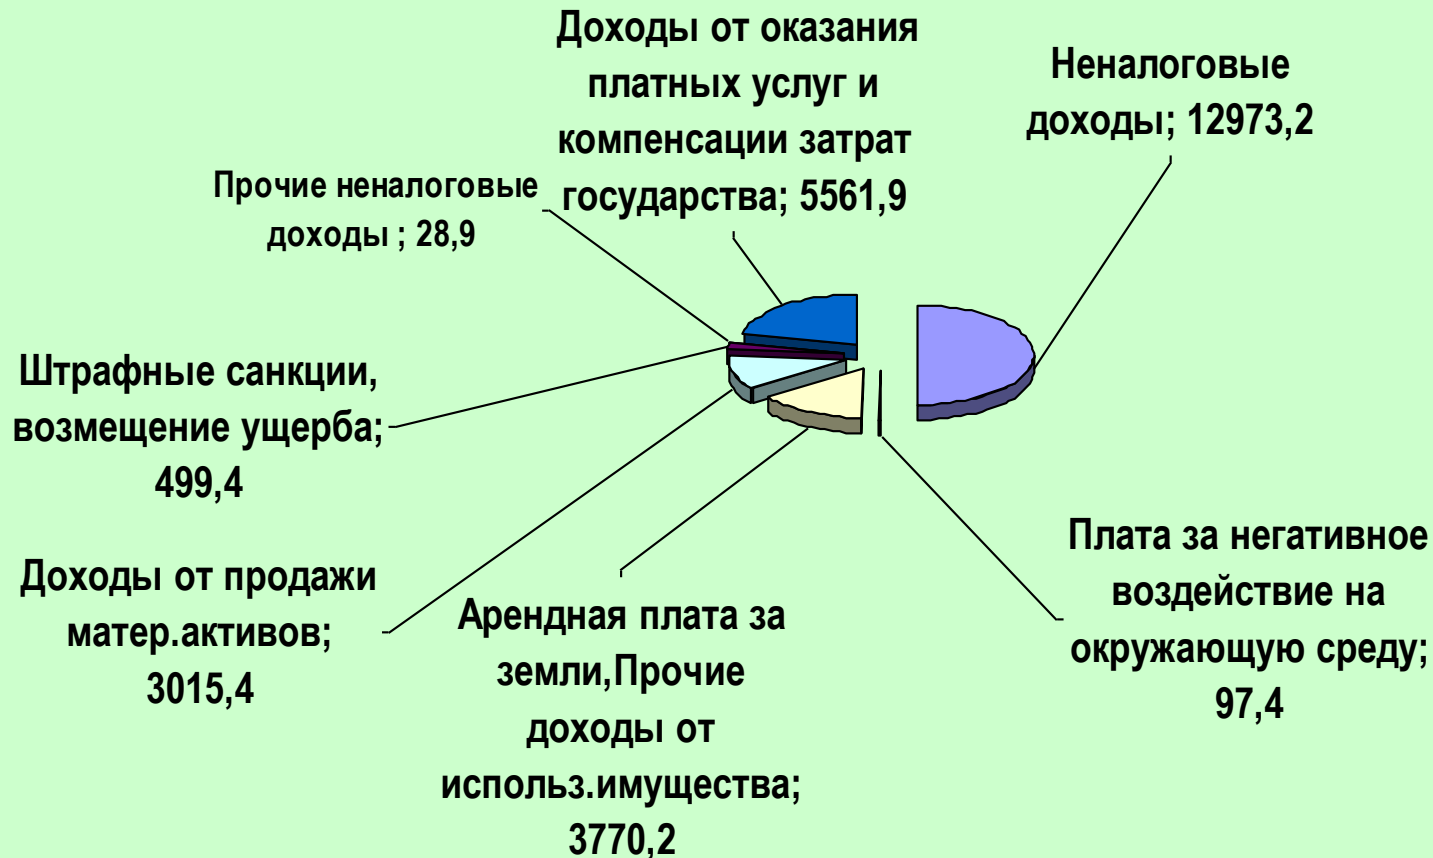 Доходы от оказания
платных услуг и
компенсации затрат
государства; 5561,9
Неналоговые
доходы; 12973,2
Прочие неналоговые
доходы ; 28,9
Штрафные санкции,
возмещение ущерба;
499,4
Доходы от продажи
матер.активов;
3015,4
Арендная плата за
земли,Прочие
доходы от
использ.имущества;
3770,2
Плата за негативное
воздействие на
окружающую среду;
97,4